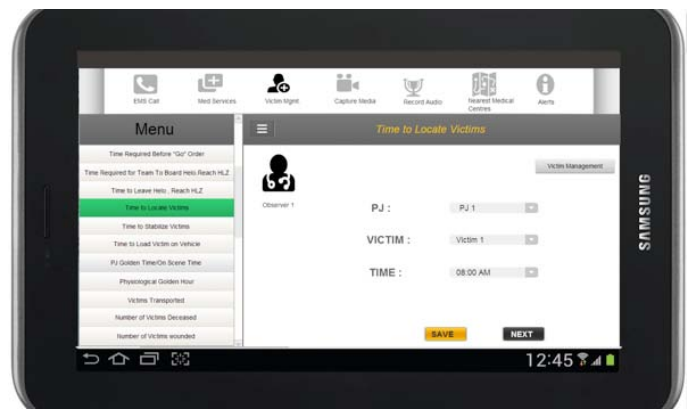 EMS Call
Med Services
Victim Mgmt
Capture Media
Record Audio
Nearest Medical
Centres
Alerts
Menu
Time Required Before "Go" Order
Time Required for Team To Board Helo Reach HLZ
Time to Leave Helo , Reach HLZ
Time to Locate Victims
Time to Stabilize Victims
Time to Load Victim on Vehicle
PJ Golden Time/On Scene Time
Physiological Golden Hour
Victims Transported
Number of Victims Deceased
Number of Victims wounded
Time to Locate Victims
Victim Management
Observer 1
PJ : PJ 1
VICTIM : Victim 1
TIME : 08:00 AM
SAVE NEXT
12:45
SAMSUNG